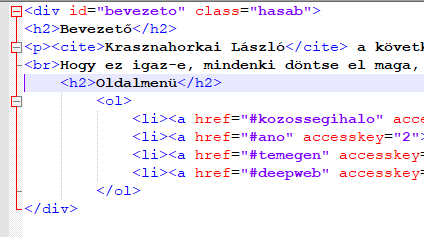 <div id="bevezeto" class="hasab">
<h2>Bevezető</h2>
<p><cite>Krasznahorkai László</cite> a követk
<br>Hogy ez igaz-e, mindenki döntse el maga,
<h2>Oldalmenü</h2>
<ol>
<li><a href="#kozossegihalo" acce
<li><a href="#ano" accesskey="2">
<li><a href="#temegen" accesskey=
<li><a href="#deepweb" accesskey=
</ol>
</div>